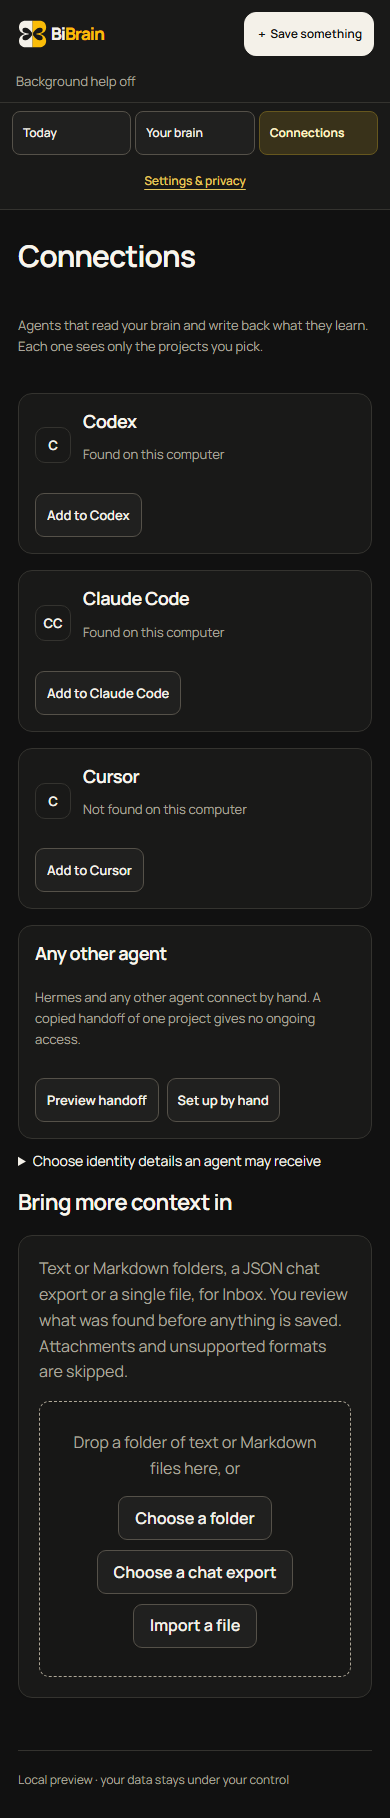 BiBrain
+ Save something
Background help off
Today
Your brain
Connections
Settings & privacy
Connections
Agents that read your brain and write back what they learn.
Each one sees only the projects you pick.
C
Codex
Found on this computer
Add to Codex
CC
Claude Code
Found on this computer
Add to Claude Code
C
Cursor
Not found on this computer
Add to Cursor
Any other agent
Hermes and any other agent connect by hand. A
copied handoff of one project gives no ongoing
access.
Preview handoff
Set up by hand
Choose identity details an agent may receive
Bring more context in
Text or Markdown folders, a JSON chat
export or a single file, for Inbox. You review
what was found before anything is saved.
Attachments and unsupported formats
are skipped.
Drop a folder of text or Markdown
files here, or
Choose a folder
Choose a chat export
Import a file
Local preview · your data stays under your control